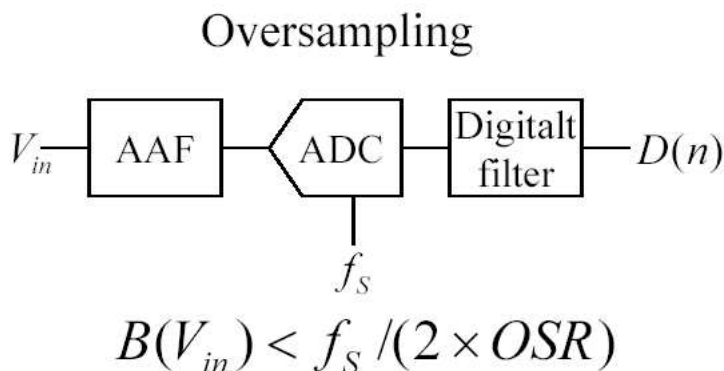 Oversampling
V_in AAF ADC Digitalt filter D(n)
f_S
B(V_in) < f_S /(2 × OSR)